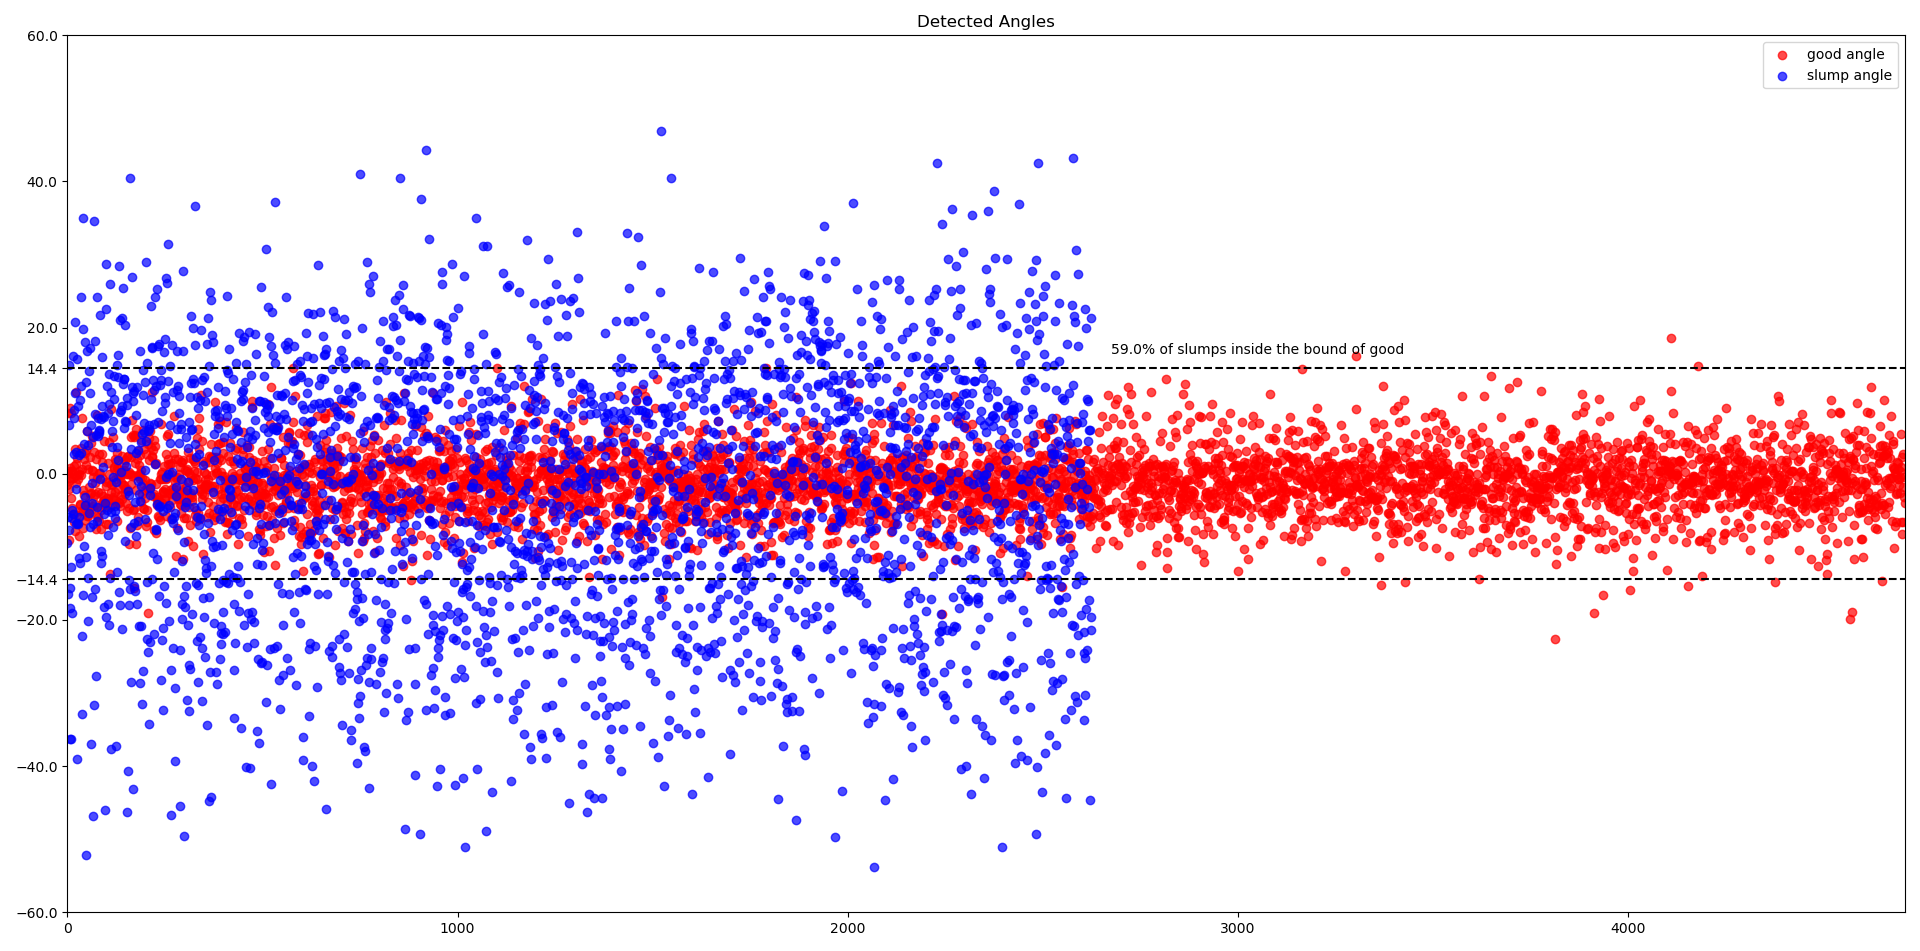 Detected Angles
60.0
good angle
slump angle
40.0
20.0
59.0% of slumps inside the bound of good
14.4
0.0
−14.4
−20.0
−40.0
−60.0
0 1000 2000 3000 4000